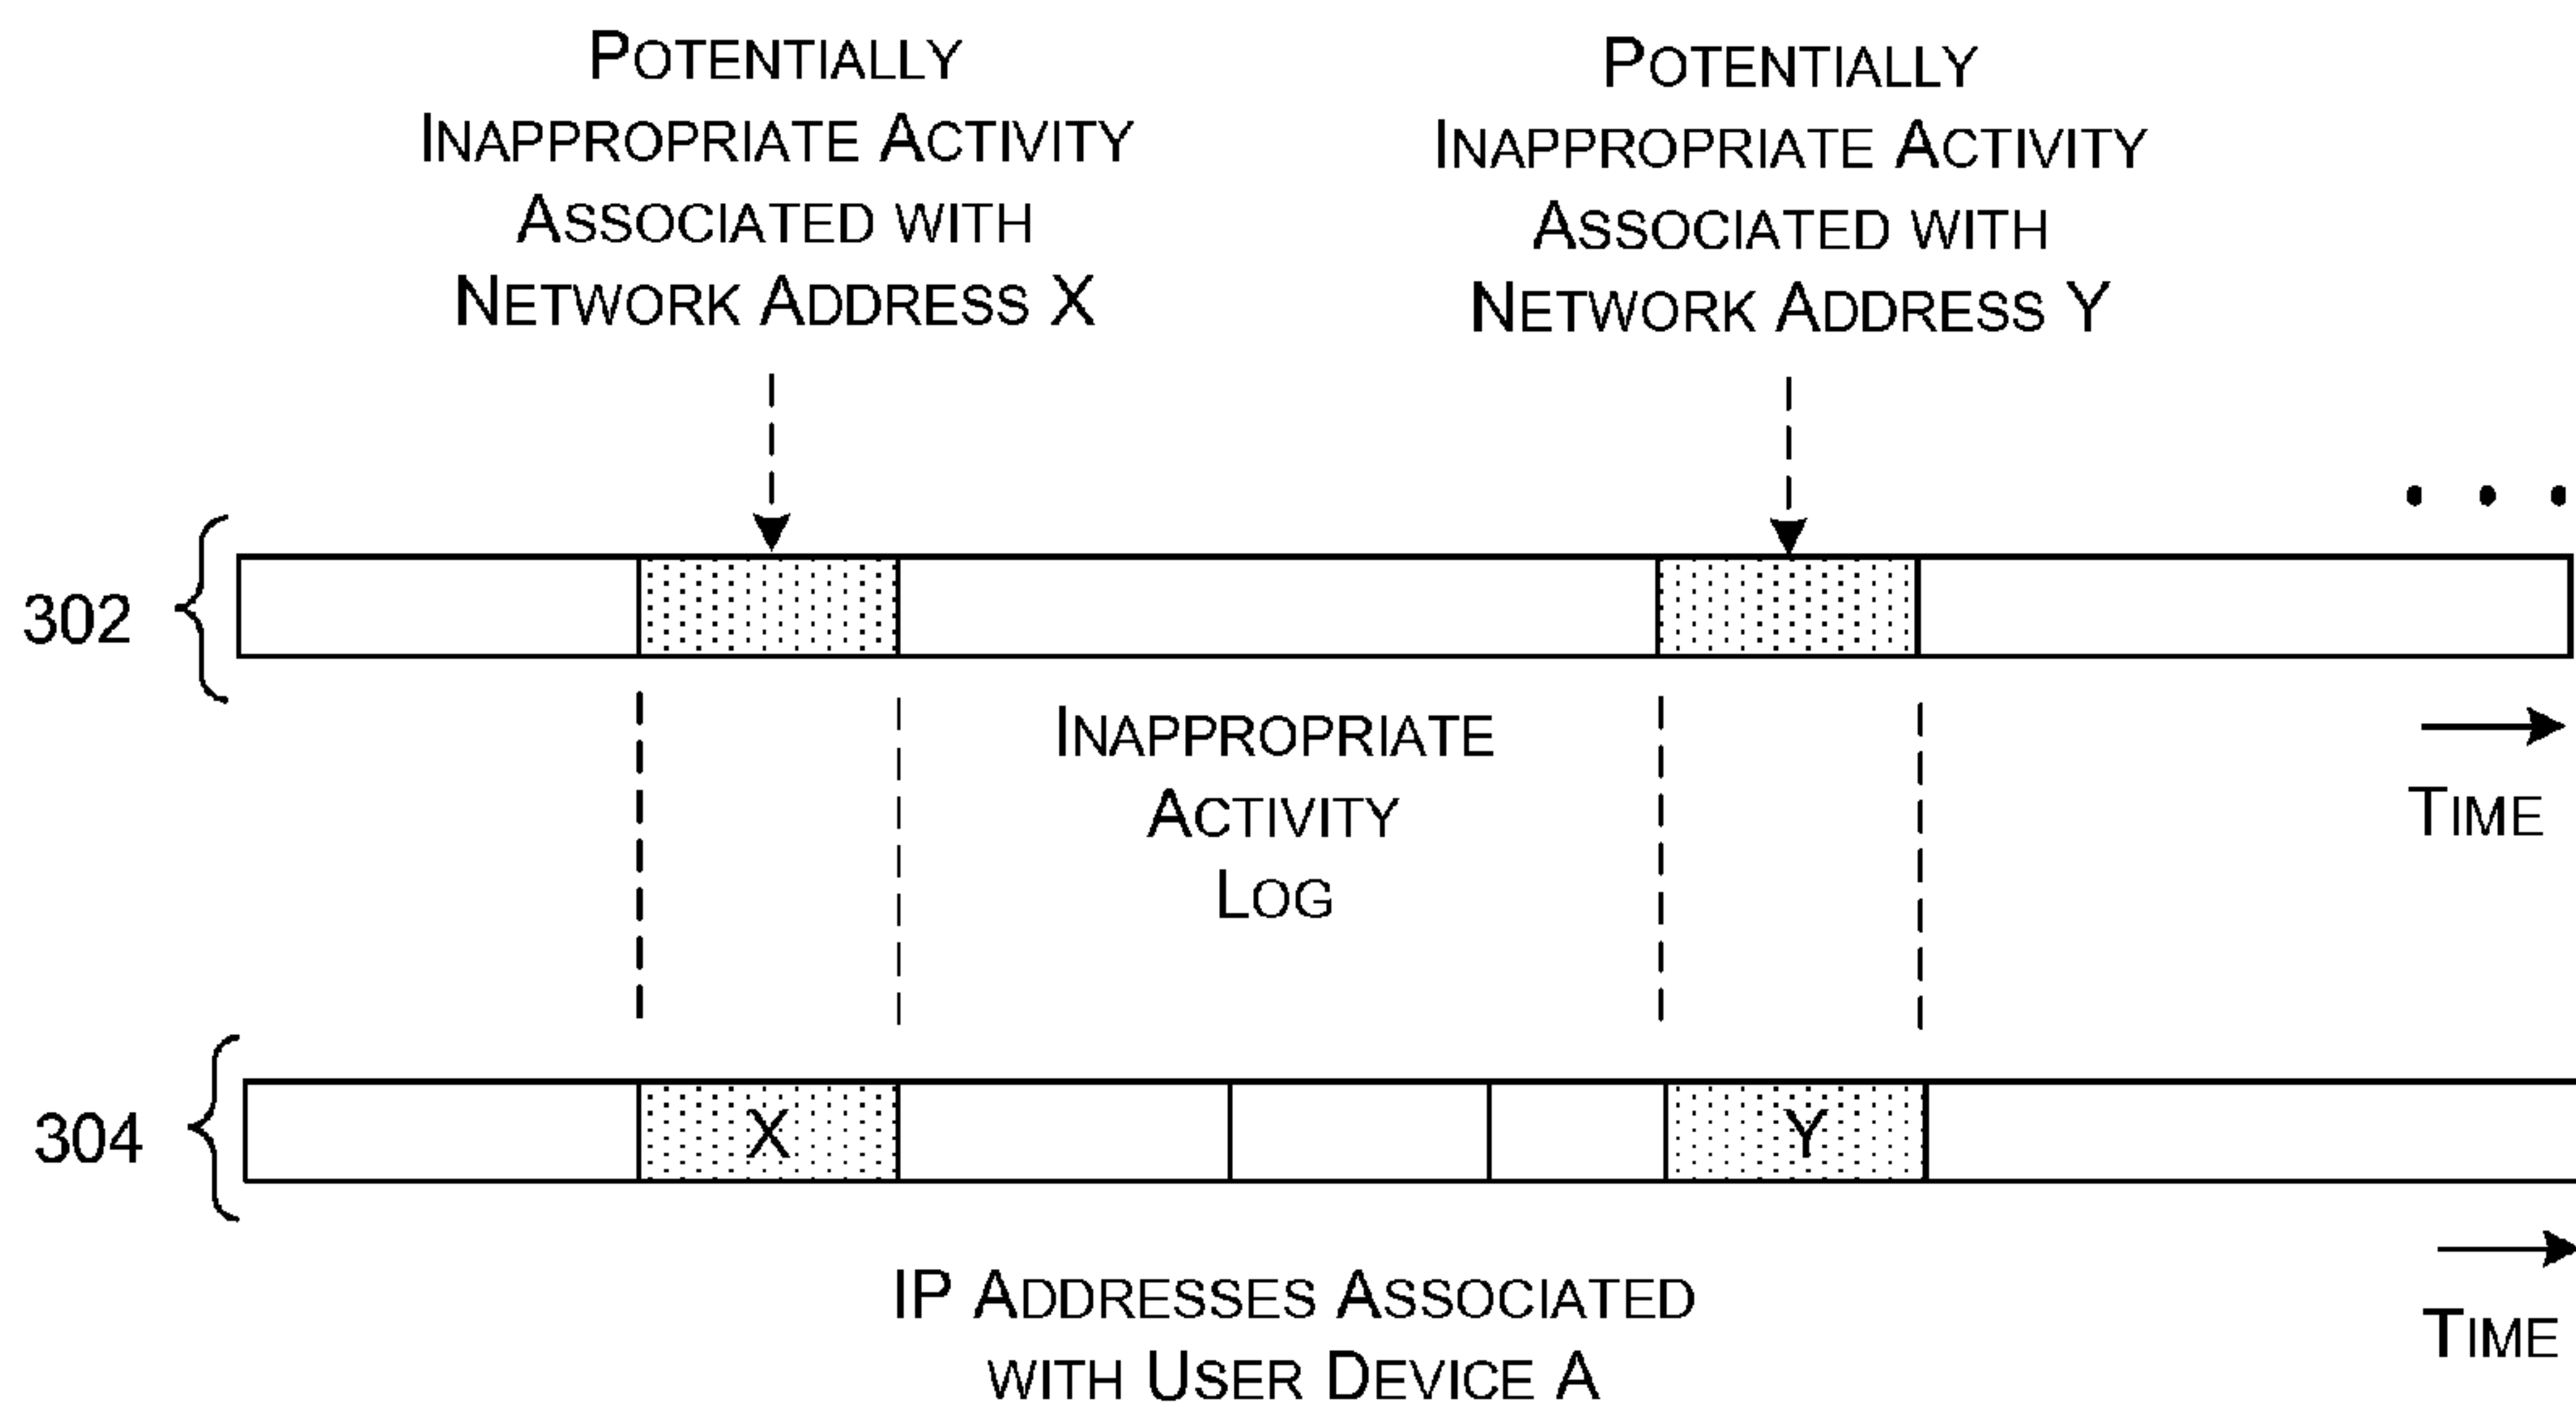 POTENTIALLY
INAPPROPRIATE ACTIVITY
ASSOCIATED WITH
NETWORK ADDRESS X
POTENTIALLY
INAPPROPRIATE ACTIVITY
ASSOCIATED WITH
NETWORK ADDRESS Y
• • •
302
INAPPROPRIATE
ACTIVITY
LOG
TIME
304
X
Y
IP ADDRESSES ASSOCIATED
WITH USER DEVICE A
TIME